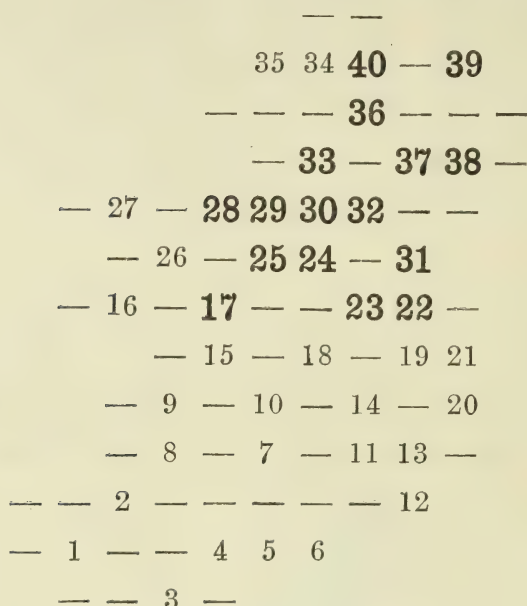 — —
35 34 40 — 39
— — — 36 — — —
— 33 — 37 38 —
— 27 — 28 29 30 32 — —
— 26 — 25 24 — 31
— 16 — 17 — — 23 22 —
— 15 — 18 — 19 21
— 9 — 10 — 14 — 20
— 8 — 7 — 11 13 —
— — 2 — — — — — 12
— 1 — — 4 5 6
— — 3 —